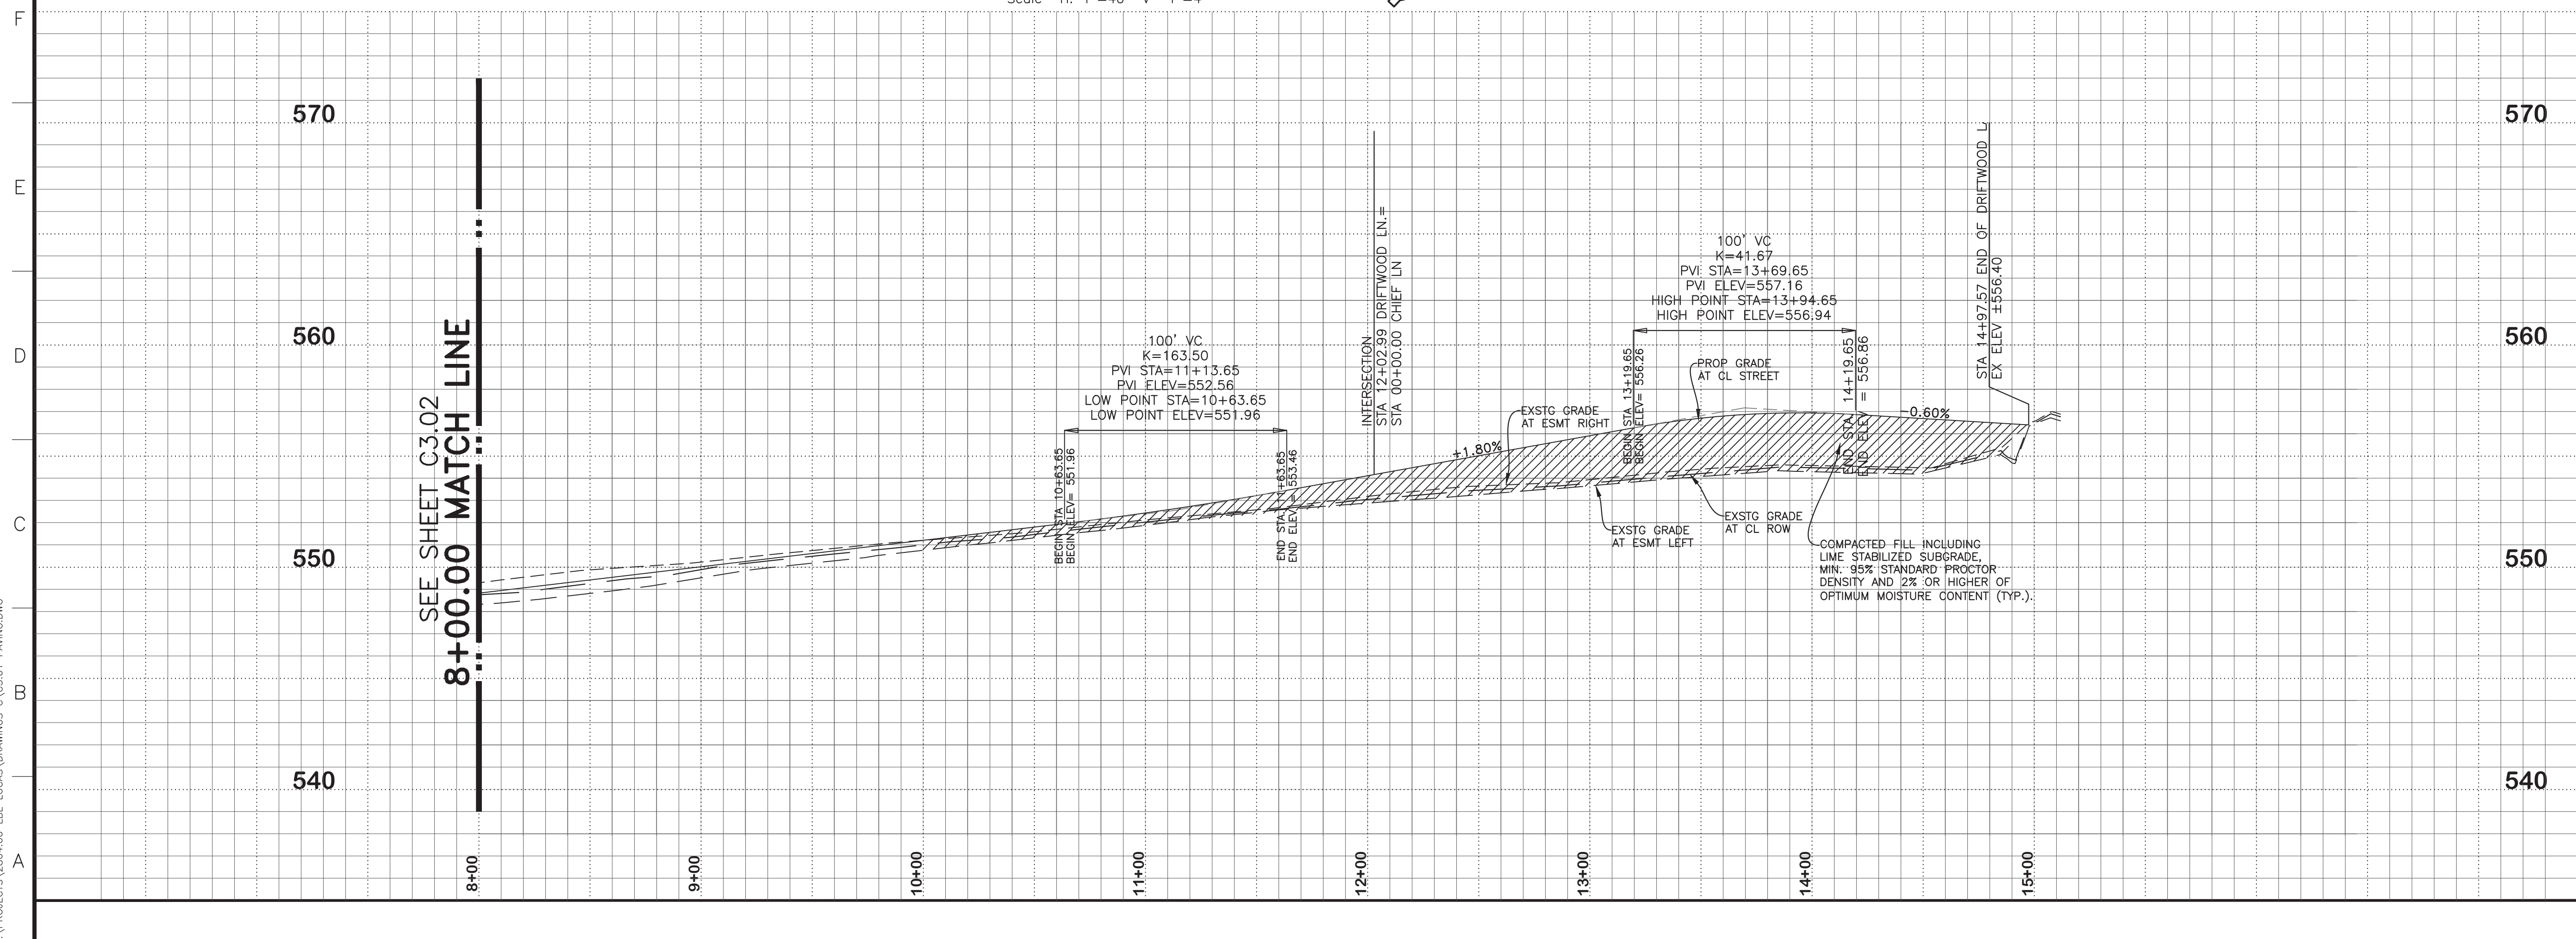 F
E
D
C
B
A
570
560
550
540
570
560
550
540
SEE SHEET C3.02
8+00.00 MATCH LINE
100' VC
K=163.50
PVI STA=11+13.65
PVI ELEV=552.56
LOW POINT STA=10+63.65
LOW POINT ELEV=551.96
BEGIN STA 10+63.65
BEGIN ELEV= 551.96
END STA 11+63.65
END ELEV = 553.46
INTERSECTION
STA 12+02.99 DRIFTWOOD LN.=
STA 00+00.00 CHIEF LN
+1.80%
EXSTG GRADE
AT ESMT RIGHT
100' VC
K=41.67
PVI STA=13+69.65
PVI ELEV=557.16
HIGH POINT STA=13+94.65
HIGH POINT ELEV=556.94
BEGIN STA 13+19.65
BEGIN ELEV= 556.26
PROP GRADE
AT CL STREET
END STA 14+19.65
END ELEV = 556.86
-0.60%
STA 14+97.57 END OF DRIFTWOOD L
EX ELEV ±556.40
EXSTG GRADE
AT ESMT LEFT
EXSTG GRADE
AT CL ROW
COMPACTED FILL INCLUDING
LIME STABILIZED SUBGRADE,
MIN. 95% STANDARD PROCTOR
DENSITY AND 2% OR HIGHER OF
OPTIMUM MOISTURE CONTENT (TYP.).
8+00
9+00
10+00
11+00
12+00
13+00
14+00
15+00